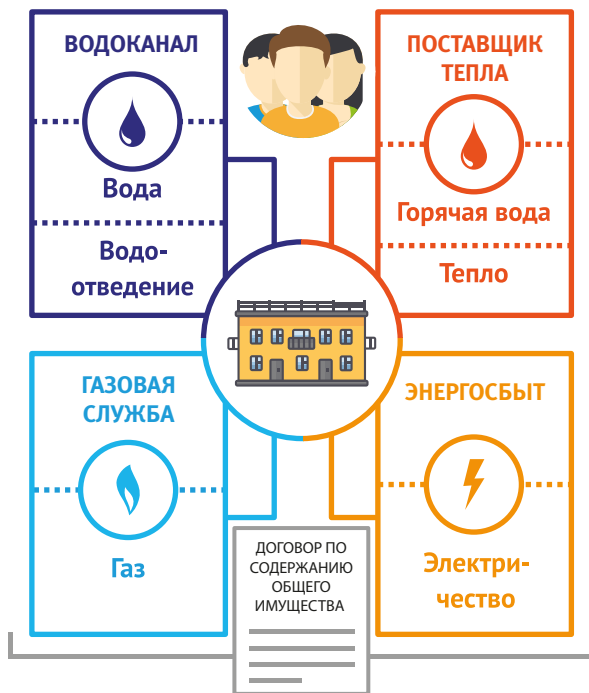 ВОДОКАНАЛ
Вода
Водо-
отведение
ПОСТАВЩИК
ТЕПЛА
Горячая вода
Тепло
ГАЗОВАЯ
СЛУЖБА
Газ
ЭНЕРГОСБЫТ
Электри-
чество
ДОГОВОР ПО
СОДЕРЖАНИЮ
ОБЩЕГО
ИМУЩЕСТВА